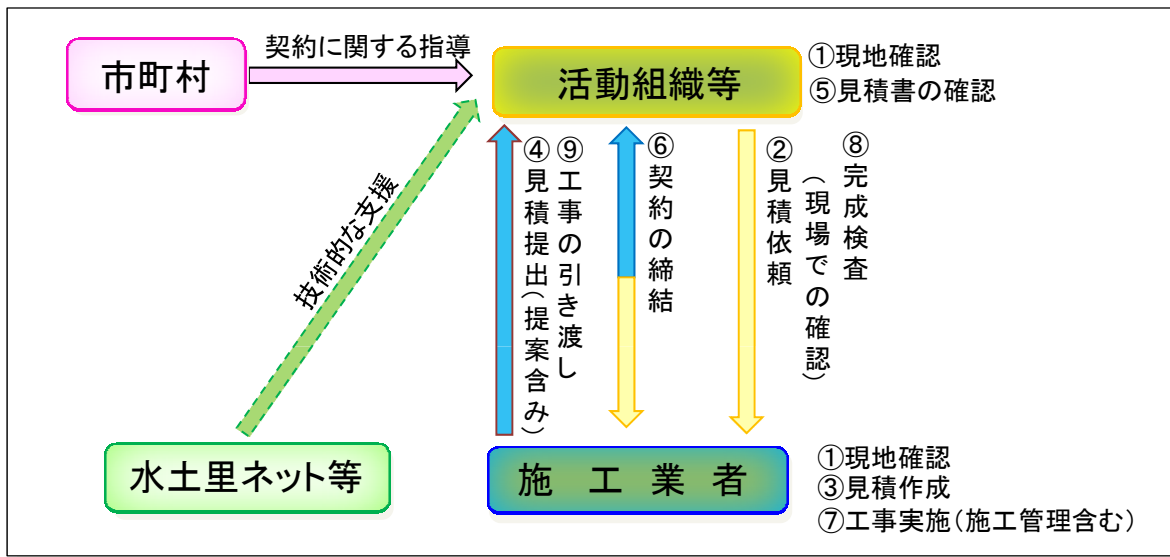 市町村
契約に関する指導
活動組織等
①現地確認
⑤見積書の確認
技術的な支援
④見積提出(提案含み)
⑨工事の引き渡し
⑥契約の締結
②見積依頼
(現場での確認)
⑧完成検査
水土里ネット等
施工業者
①現地確認
③見積作成
⑦工事実施(施工管理含む)